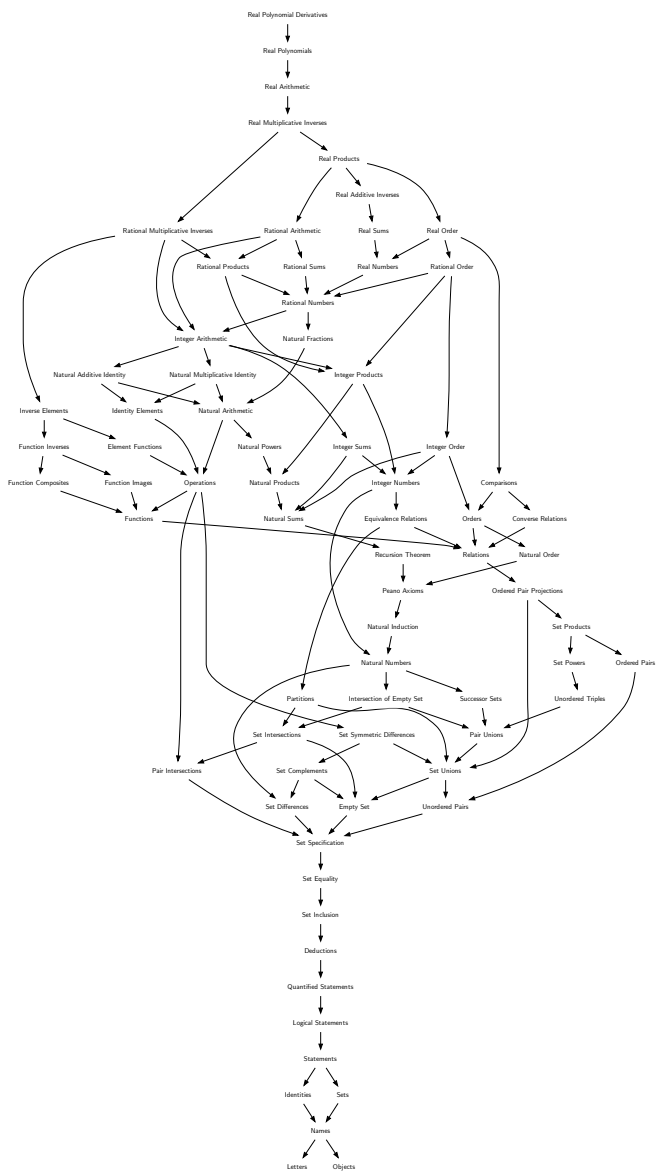 Real Polynomial Derivatives
Real Polynomials
Real Arithmetic
Real Multiplicative Inverses
Real Products
Real Additive Inverses
Rational Multiplicative Inverses
Rational Arithmetic
Real Sums
Real Order
Rational Products
Rational Sums
Real Numbers
Rational Order
Rational Numbers
Integer Arithmetic
Natural Fractions
Natural Additive Identity
Natural Multiplicative Identity
Integer Products
Inverse Elements
Identity Elements
Natural Arithmetic
Function Inverses
Element Functions
Natural Powers
Integer Sums
Integer Order
Function Composites
Function Images
Operations
Natural Products
Integer Numbers
Comparisons
Functions
Natural Sums
Equivalence Relations
Orders
Converse Relations
Recursion Theorem
Relations
Natural Order
Peano Axioms
Ordered Pair Projections
Natural Induction
Set Products
Natural Numbers
Set Powers
Ordered Pairs
Partitions
Intersection of Empty Set
Successor Sets
Unordered Triples
Set Intersections
Set Symmetric Differences
Pair Unions
Pair Intersections
Set Complements
Set Unions
Set Differences
Empty Set
Unordered Pairs
Set Specification
Set Equality
Set Inclusion
Deductions
Quantified Statements
Logical Statements
Statements
Identities
Sets
Names
Letters
Objects